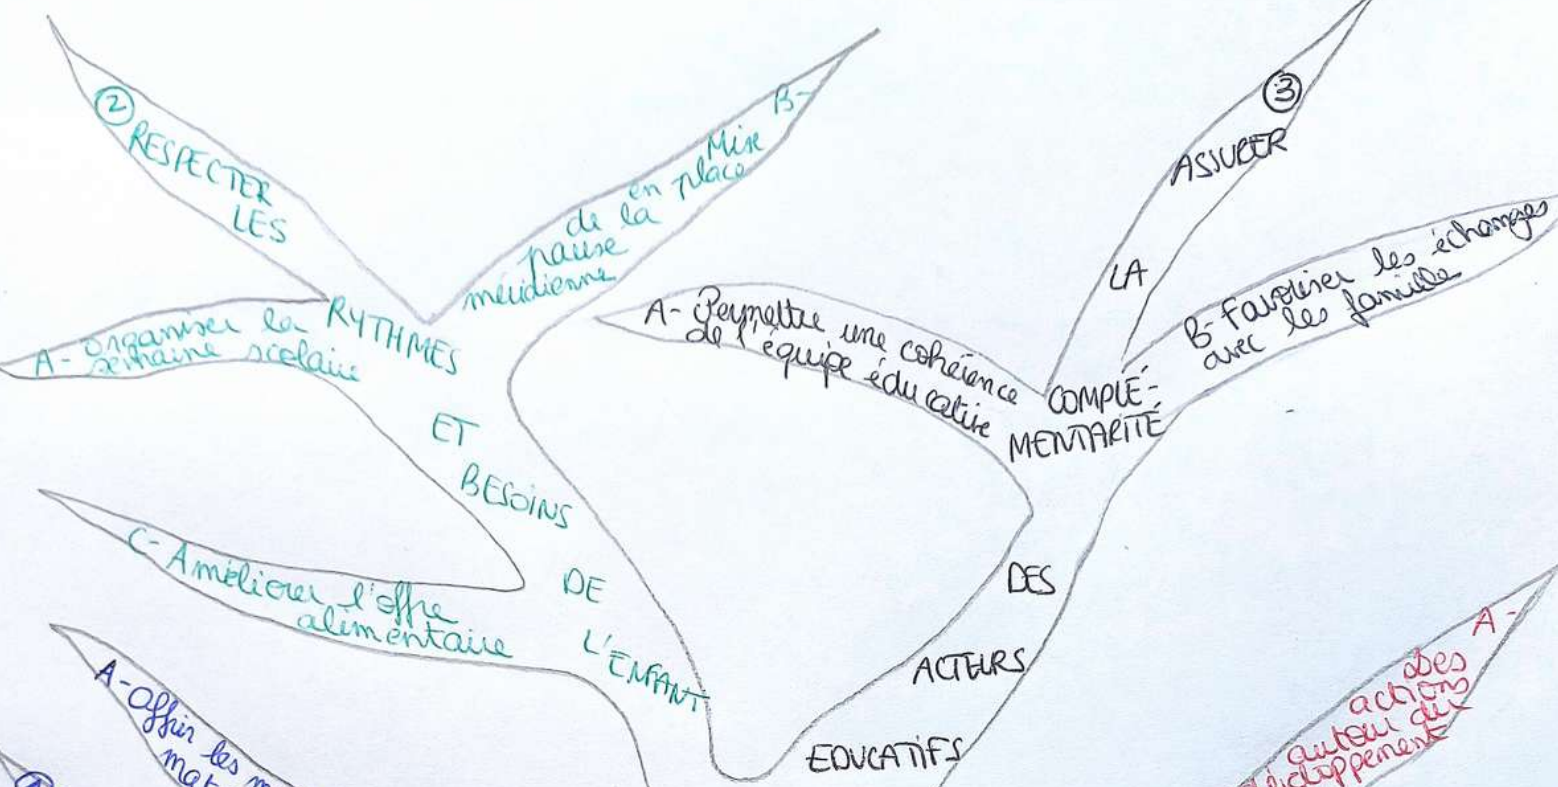 ②
RESPECTER
LES
RYTHMES
ET
BESOINS
DE
L'ENFANT
A- Organiser la
semaine scolaire
B-
Mise
en place
de la
pause
méridienne
C- Améliorer l'offre
alimentaire
③
ASSURER
LA
COMPLÉ-
MENTARITÉ
DES
ACTEURS
EDUCATIFS
A- Permettre une cohérence
de l'équipe éducative
B- Favoriser les échanges
avec les familles
A- Offrir les
A-
Des
actions
autour du